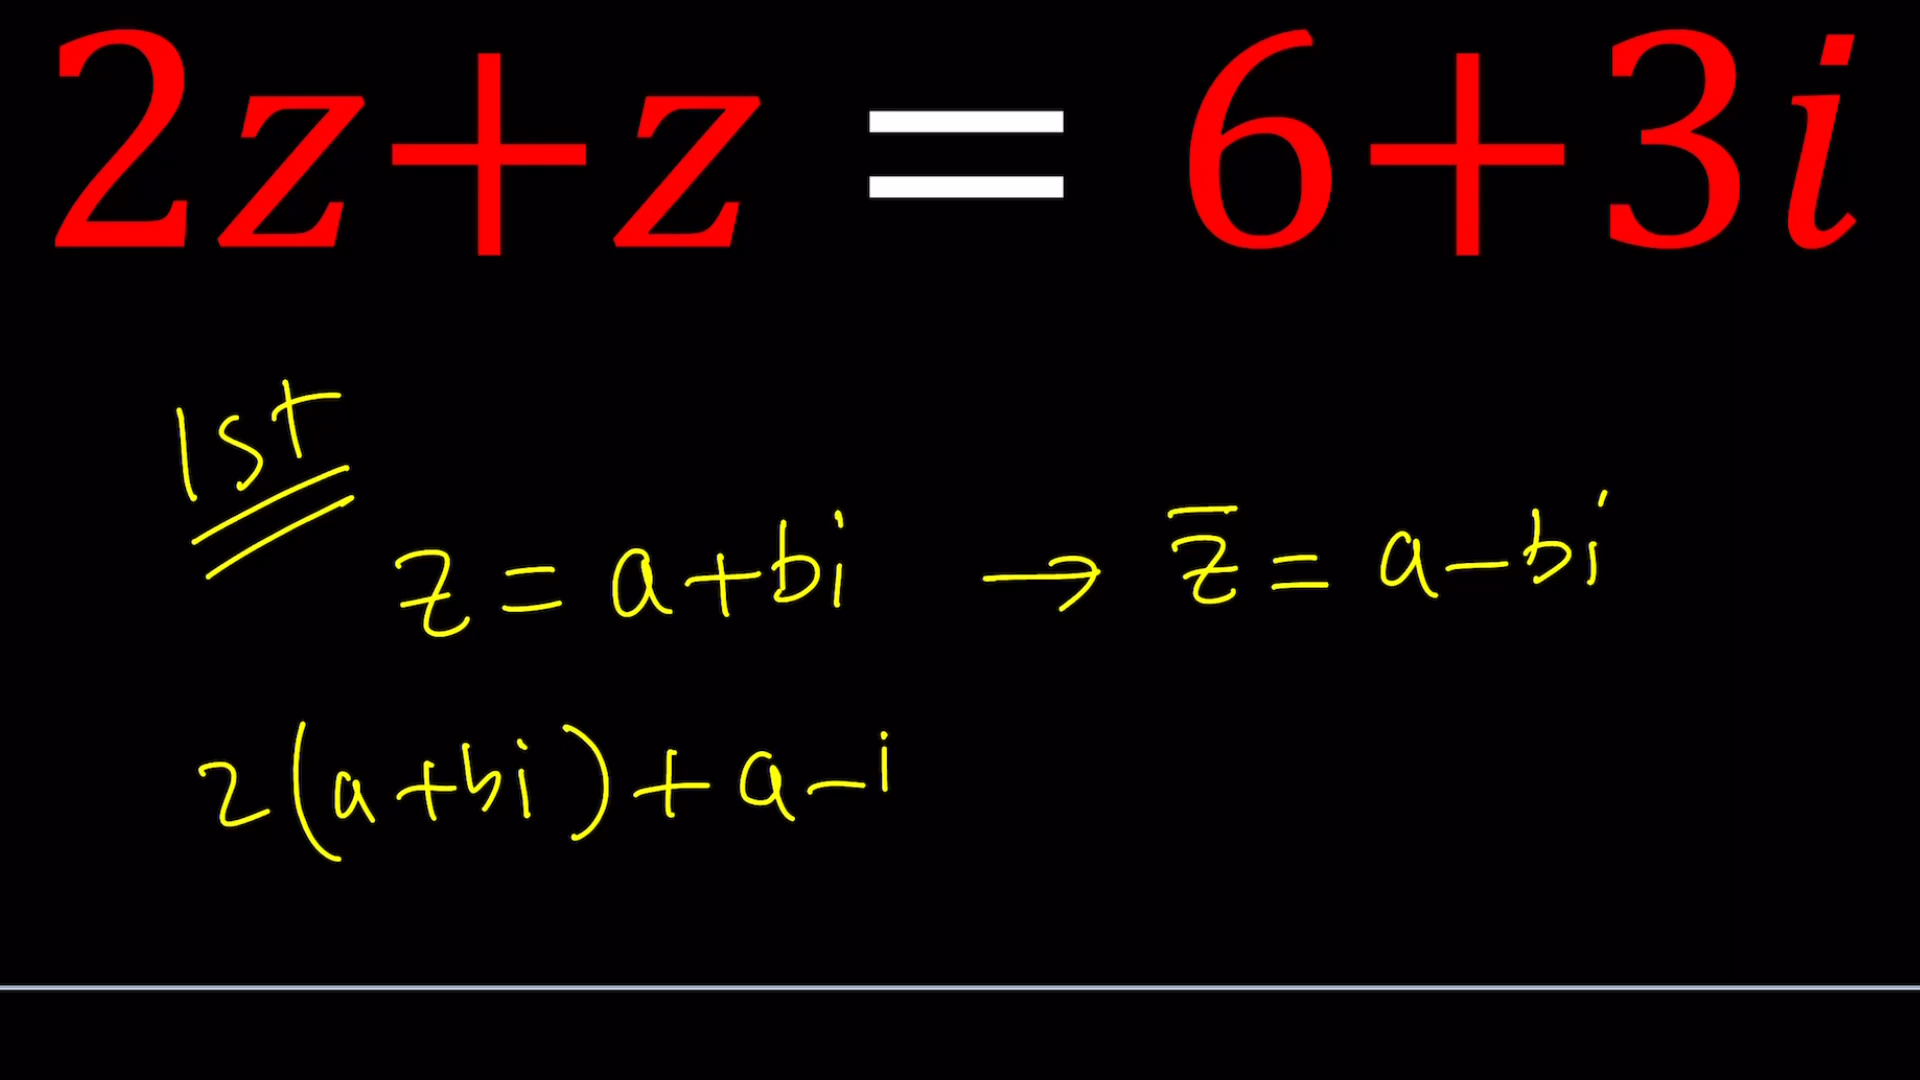 2z+z = 6+3i
1st
z = a+bi → z̅ = a-bi
2(a+bi)+a-i